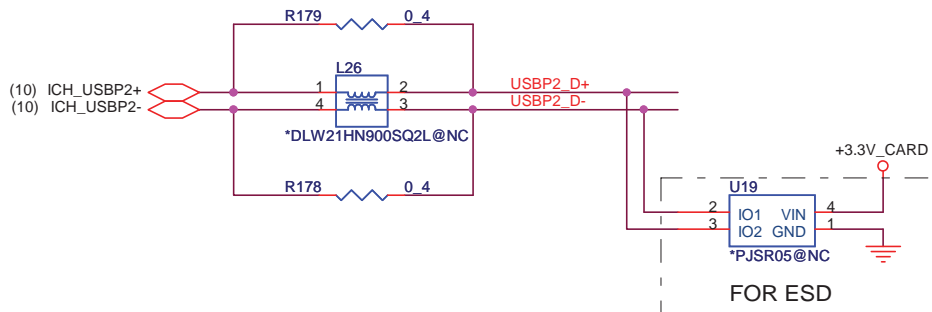 R179 0_4
L26
(10) ICH_USBP2+ 1 2 USBP2_D+
(10) ICH_USBP2- 4 3 USBP2_D-
*DLW21HN900SQ2L@NC
+3.3V_CARD
R178 0_4
U19
2 IO1 VIN 4
3 IO2 GND 1
*PJSR05@NC
FOR ESD